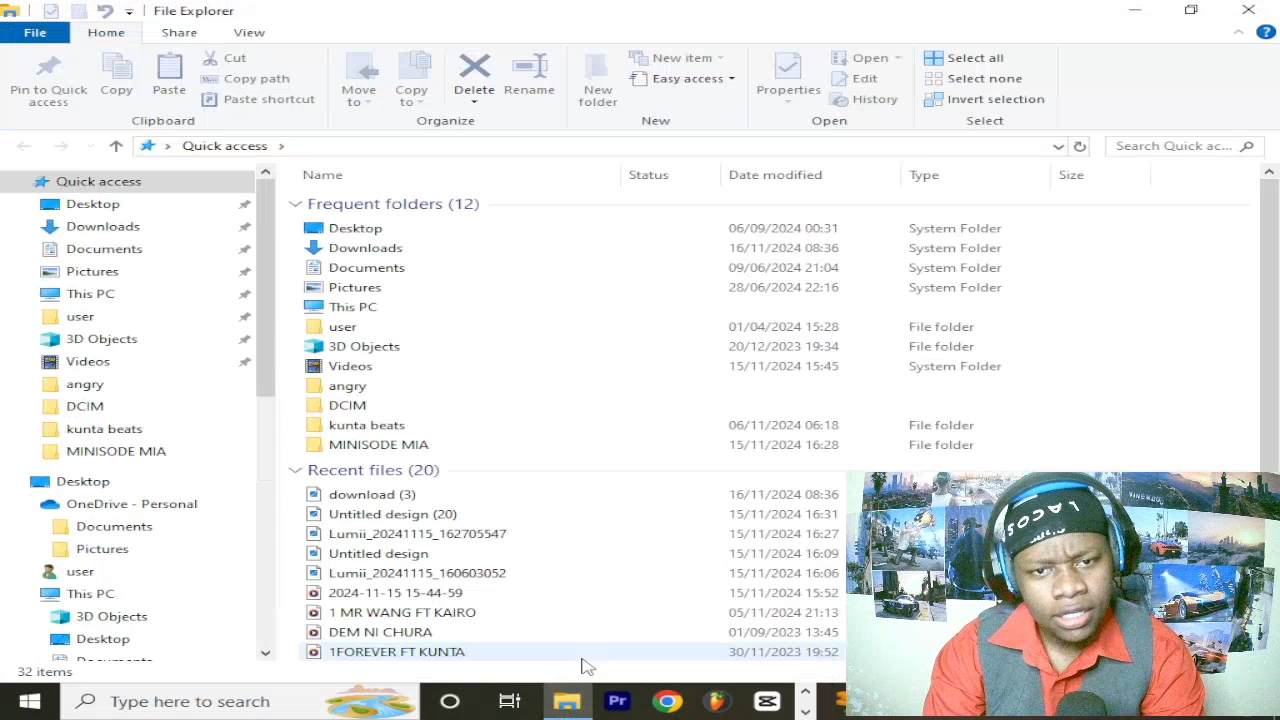 File Explorer
File Home Share View
Pin to Quick access
Copy
Paste
Cut
Copy path
Paste shortcut
Clipboard
Move to
Copy to
Delete
Rename
Organize
New folder
New item
Easy access
New
Properties
Open
Edit
History
Open
Select all
Select none
Invert selection
Select
Quick access
Search Quick ac...
Name Status Date modified Type Size
Quick access
Desktop
Downloads
Documents
Pictures
This PC
user
3D Objects
Videos
angry
DCIM
kunta beats
MINISODE MIA
Desktop
OneDrive - Personal
Documents
Pictures
user
This PC
3D Objects
Desktop
Documents
Frequent folders (12)
Desktop 06/09/2024 00:31 System Folder
Downloads 16/11/2024 08:36 System Folder
Documents 09/06/2024 21:04 System Folder
Pictures 28/06/2024 22:16 System Folder
This PC
user 01/04/2024 15:28 File folder
3D Objects 20/12/2023 19:34 File folder
Videos 15/11/2024 15:45 System Folder
angry
DCIM
kunta beats 06/11/2024 06:18 File folder
MINISODE MIA 15/11/2024 16:28 File folder
Recent files (20)
download (3) 16/11/2024 08:36
Untitled design (20) 15/11/2024 16:31
Lumii_20241115_162705547 15/11/2024 16:27
Untitled design 15/11/2024 16:09
Lumii_20241115_160603052 15/11/2024 16:06
2024-11-15 15-44-59 15/11/2024 15:52
1 MR WANG FT KAIRO 05/11/2024 21:13
DEM NI CHURA 01/09/2023 13:45
1FOREVER FT KUNTA 30/11/2023 19:52
32 items
Type here to search
Pr